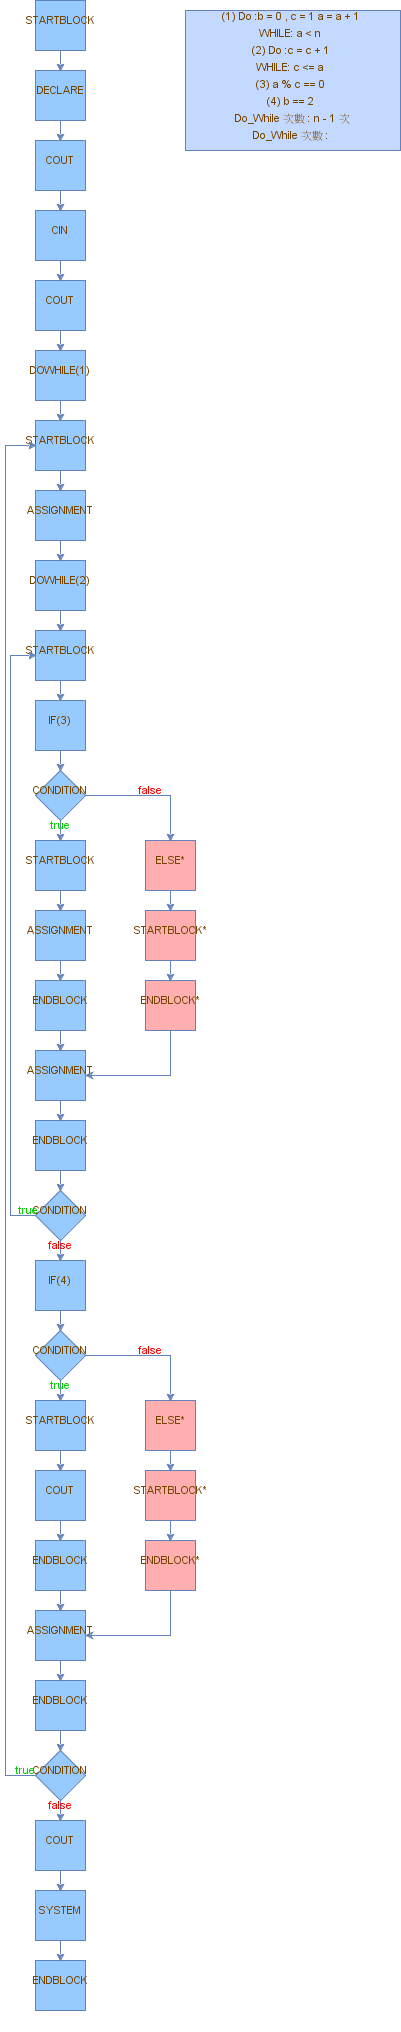 STARTBLOCK
(1) Do :b = 0 , c = 1 a = a + 1
WHILE: a < n
(2) Do :c = c + 1
WHILE: c <= a
(3) a % c == 0
(4) b == 2
Do_While 次數 : n - 1 次
Do_While 次數 :
DECLARE
COUT
CIN
COUT
DOWHILE(1)
STARTBLOCK
ASSIGNMENT
DOWHILE(2)
STARTBLOCK
IF(3)
CONDITION
false
true
STARTBLOCK
ELSE*
ASSIGNMENT
STARTBLOCK*
ENDBLOCK
ENDBLOCK*
ASSIGNMENT
ENDBLOCK
true
CONDITION
false
IF(4)
CONDITION
false
true
STARTBLOCK
ELSE*
COUT
STARTBLOCK*
ENDBLOCK
ENDBLOCK*
ASSIGNMENT
ENDBLOCK
true
CONDITION
false
COUT
SYSTEM
ENDBLOCK